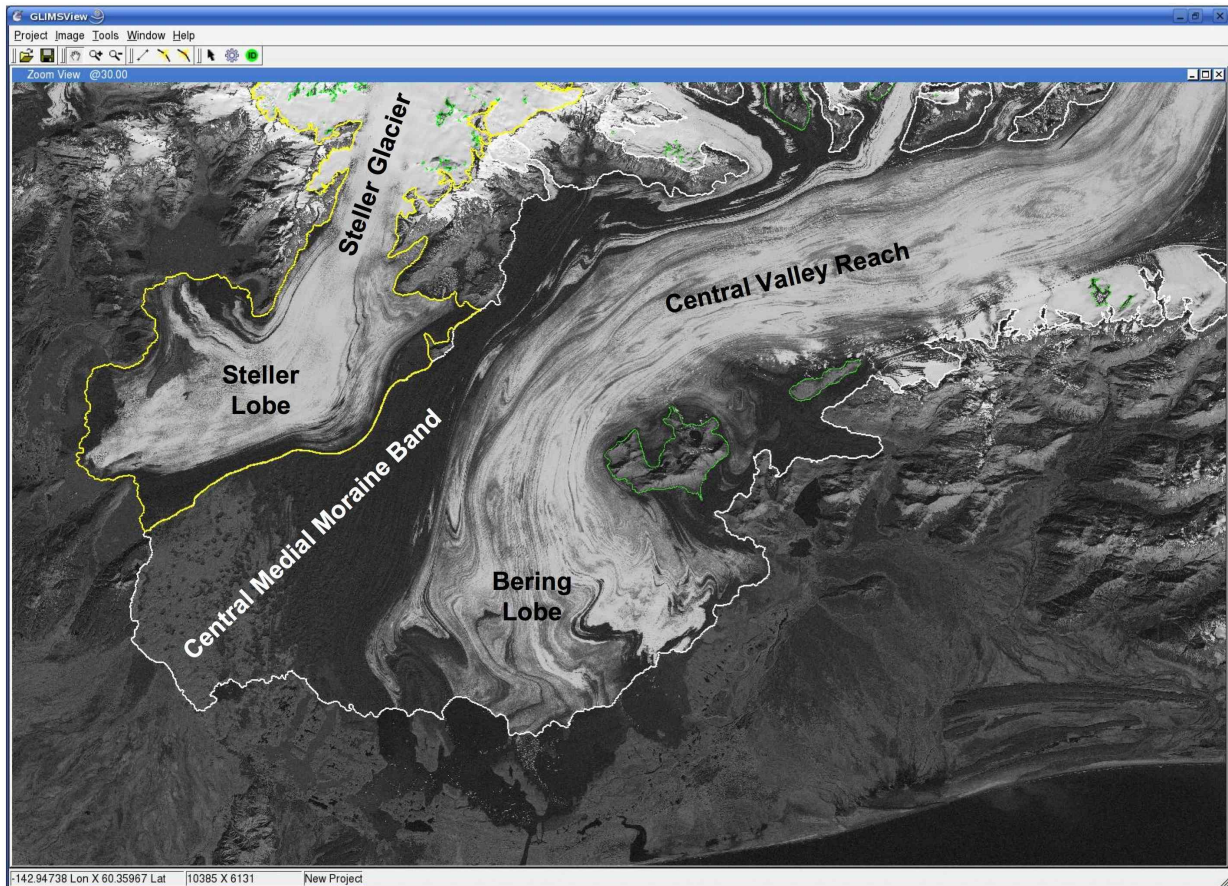 GLIMSView
Project Image Tools Window Help
ID
Zoom View @30.00
Steller Glacier
Central Valley Reach
Steller
Lobe
Central Medial Moraine Band
Bering
Lobe
-142.94738 Lon X 60.35967 Lat 10385 X 6131 New Project